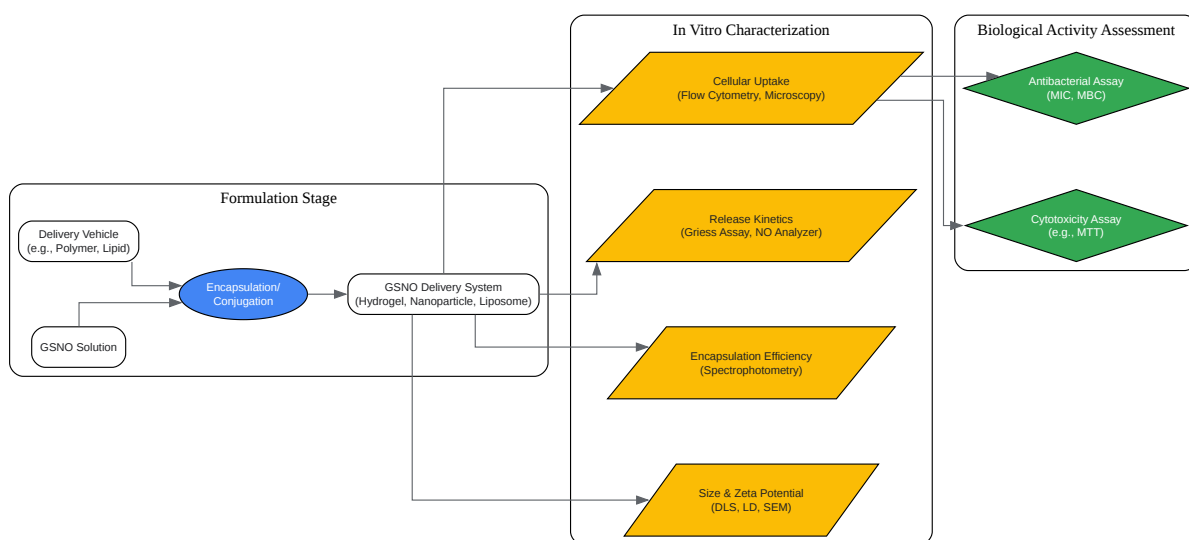 Formulation Stage
Delivery Vehicle
(e.g., Polymer, Lipid)
GSNO Solution
Encapsulation/
Conjugation
GSNO Delivery System
(Hydrogel, Nanoparticle, Liposome)
In Vitro Characterization
Cellular Uptake
(Flow Cytometry, Microscopy)
Release Kinetics
(Griess Assay, NO Analyzer)
Encapsulation Efficiency
(Spectrophotometry)
Size & Zeta Potential
(DLS, LD, SEM)
Biological Activity Assessment
Antibacterial Assay
(MIC, MBC)
Cytotoxicity Assay
(e.g., MTT)